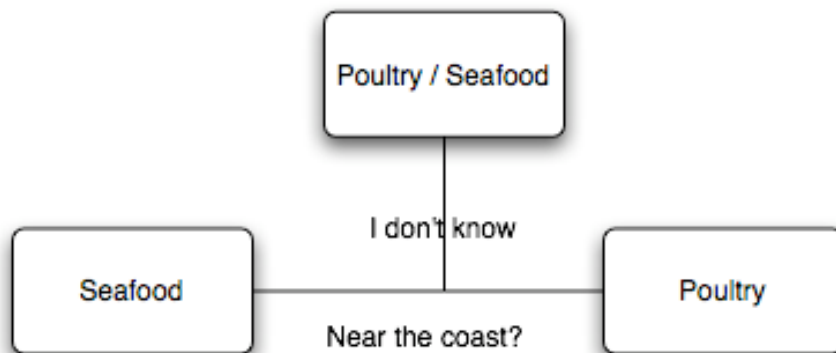 Poultry / Seafood
I don't know
Seafood
Poultry
Near the coast?